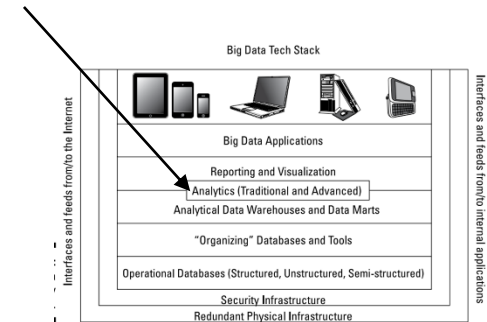 Big Data Tech Stack
Interfaces and feeds from/to the Internet
Interfaces and feeds from/to internal applications
Big Data Applications
Reporting and Visualization
Analytics (Traditional and Advanced)
Analytical Data Warehouses and Data Marts
"Organizing" Databases and Tools
Operational Databases (Structured, Unstructured, Semi-structured)
Security Infrastructure
Redundant Physical Infrastructure